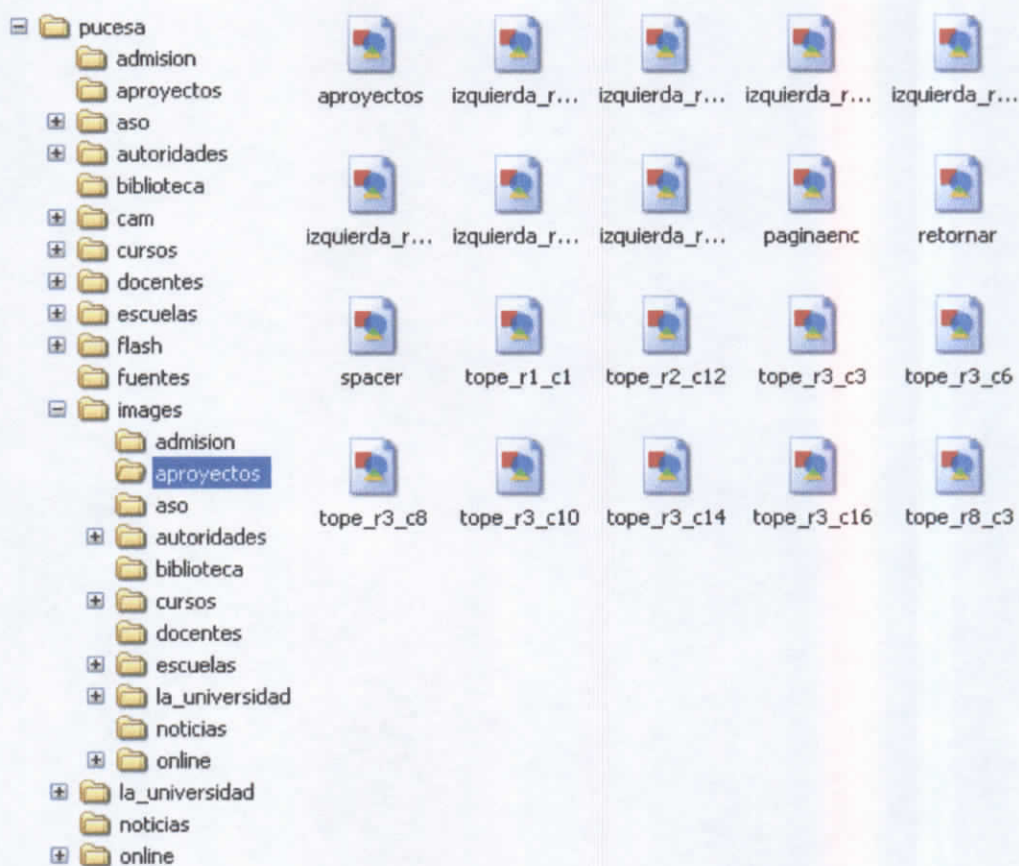 pucesa
admision
aproyectos
aso
autoridades
biblioteca
cam
cursos
docentes
escuelas
flash
fuentes
images
admision
aproyectos
aso
autoridades
biblioteca
cursos
docentes
escuelas
la_universidad
noticias
online
la_universidad
noticias
online
aproyectos izquierda_r... izquierda_r... izquierda_r... izquierda_r...
izquierda_r... izquierda_r... izquierda_r... paginaenc retornar
spacer tope_r1_c1 tope_r2_c12 tope_r3_c3 tope_r3_c6
tope_r3_c8 tope_r3_c10 tope_r3_c14 tope_r3_c16 tope_r8_c3